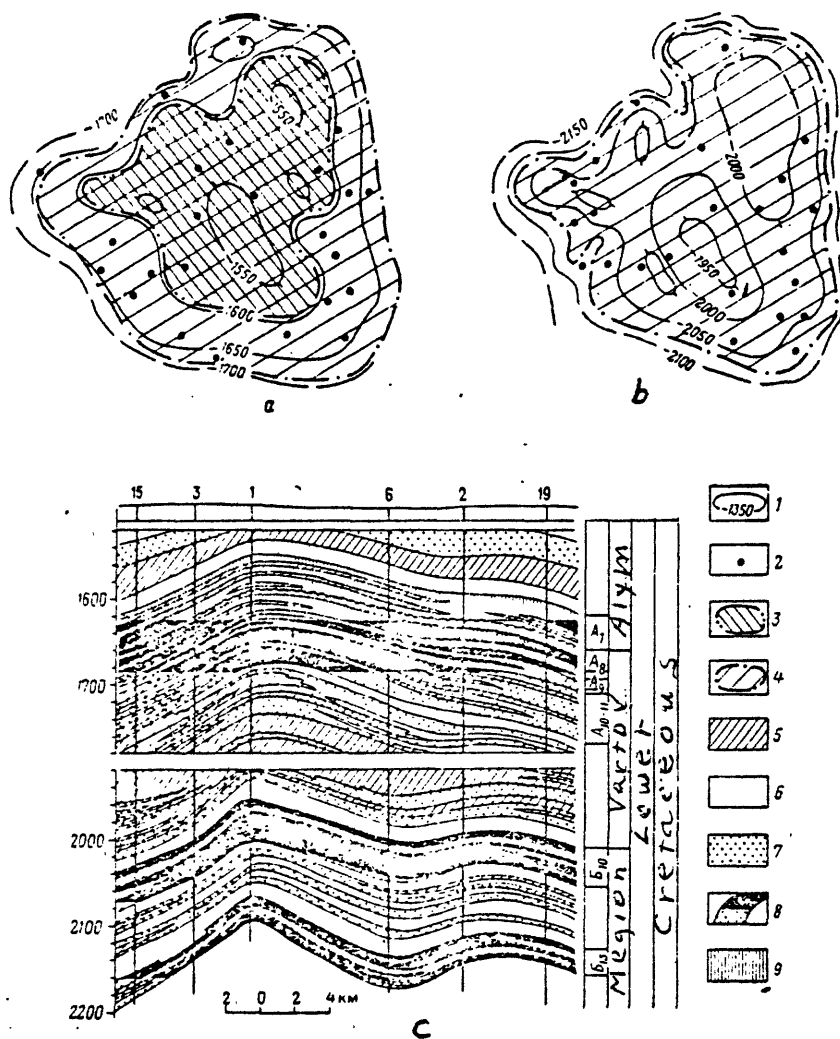 -1700
-1550
-1550
-1600
-1650
-1700
a
-2150
-2000
-1950
-2000
-2050
-2100
b
15 3 1 6 2 19
1600
1700
2000
2100
2200
A₁
A₈
A₉
A₁₀₋₁₁
Б₁₀
Alym
Vartov
Megion
Lower
Cretaceous
2 0 2 4 км
c
-1350 1
2
3
4
5
6
7
8
9